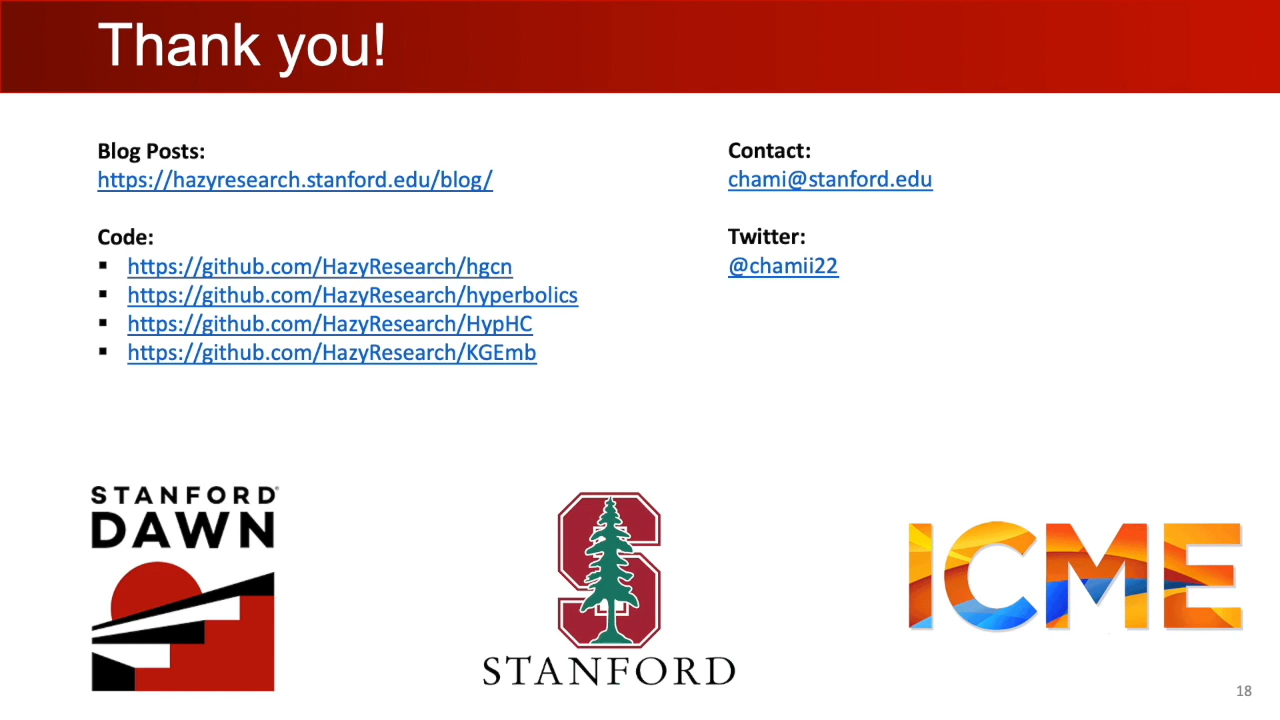 Thank you!
Blog Posts:
https://hazyresearch.stanford.edu/blog/
Code:
▪ https://github.com/HazyResearch/hgcn
▪ https://github.com/HazyResearch/hyperbolics
▪ https://github.com/HazyResearch/HypHC
▪ https://github.com/HazyResearch/KGEmb
Contact:
chami@stanford.edu
Twitter:
@chamii22
STANFORD
DAWN
S
STANFORD
ICME
18